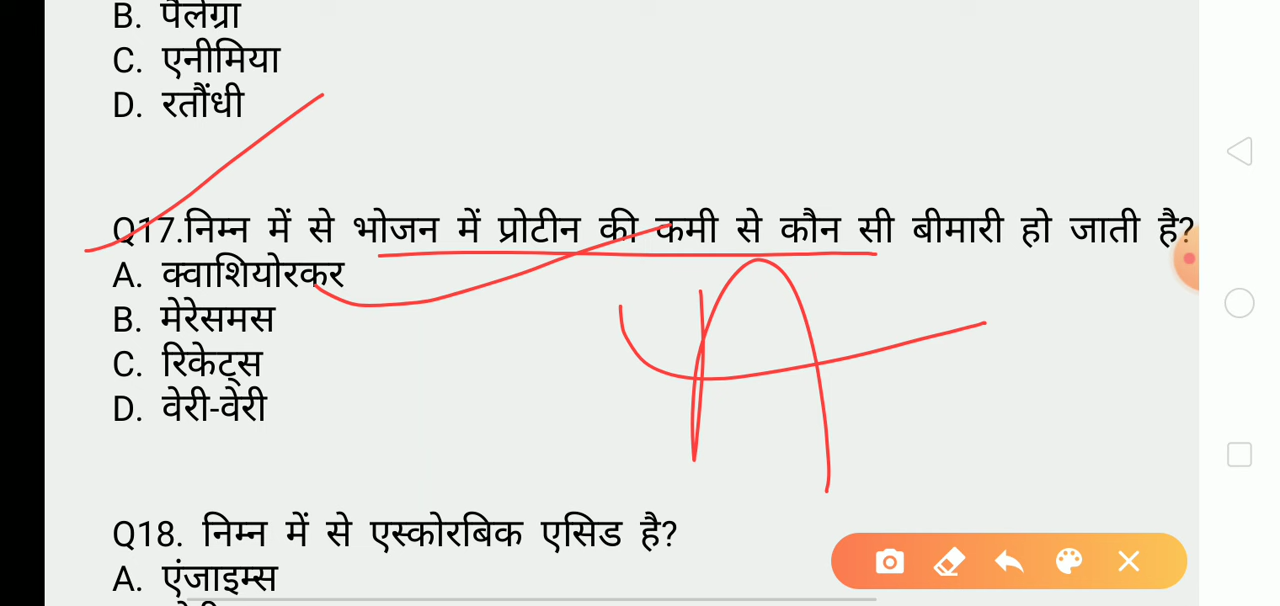 B. पैलेग्रा
C. एनीमिया
D. रतौंधी
Q17.निम्न में से भोजन में प्रोटीन की कमी से कौन सी बीमारी हो जाती है?
A. क्वाशियोरकर
B. मेरेसमस
C. रिकेट्स
D. वेरी-वेरी
A
Q18. निम्न में से एस्कोरबिक एसिड है?
A. एंजाइम्स